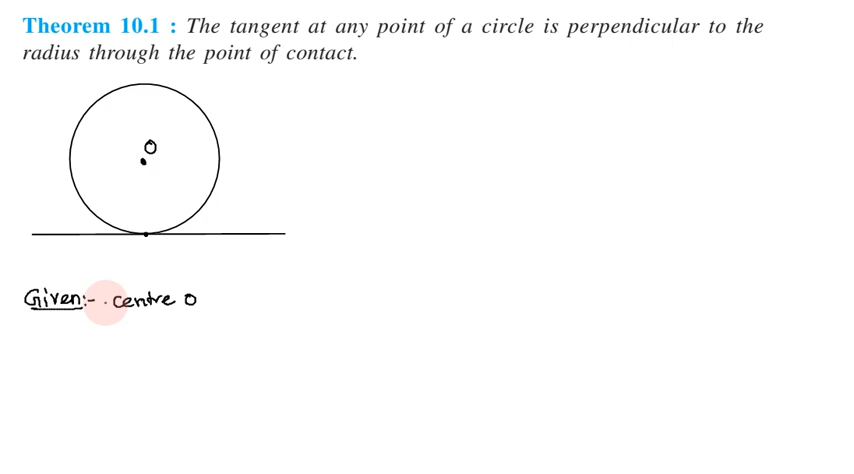 Theorem 10.1 : The tangent at any point of a circle is perpendicular to the
radius through the point of contact.
O
Given:- . centre O